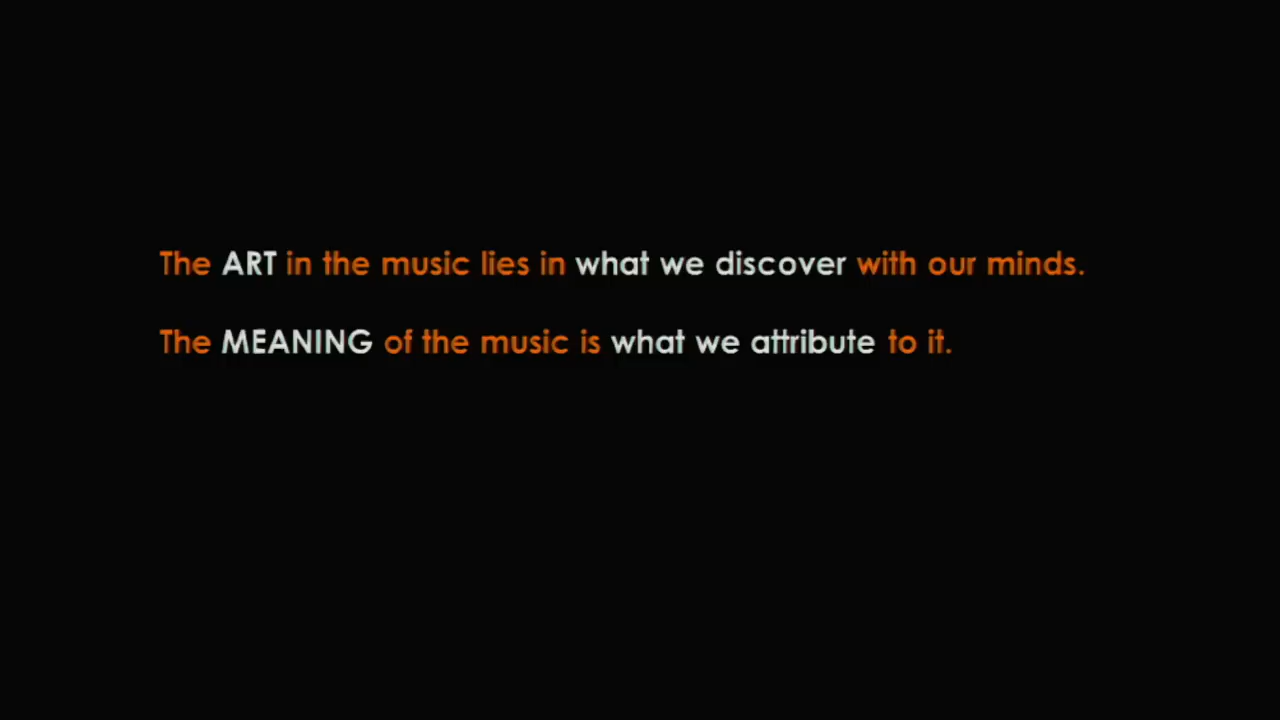 The ART in the music lies in what we discover with our minds.
The MEANING of the music is what we attribute to it.